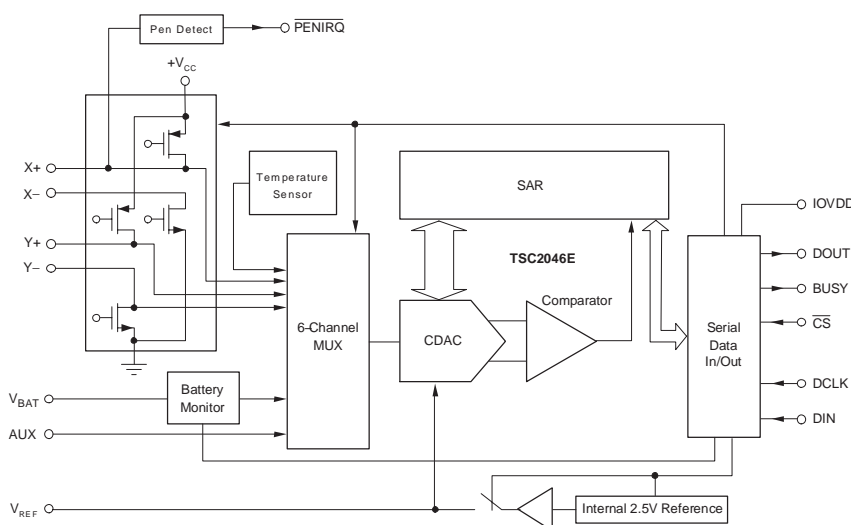 Pen Detect
PENIRQ
+VCC
X+
X–
Y+
Y–
Temperature
Sensor
SAR
IOVDD
DOUT
BUSY
CS
DCLK
DIN
TSC2046E
Comparator
6-Channel
MUX
CDAC
Serial
Data
In/Out
Battery
Monitor
VBAT
AUX
VREF
Internal 2.5V Reference